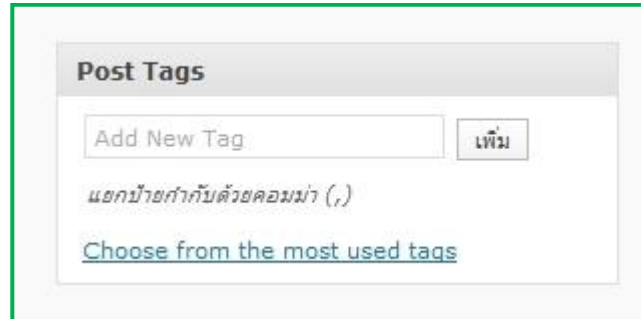 Post Tags
Add New Tag
เพิ่ม
แยกป้ายกำกับด้วยคอมม่า (,)
Choose from the most used tags